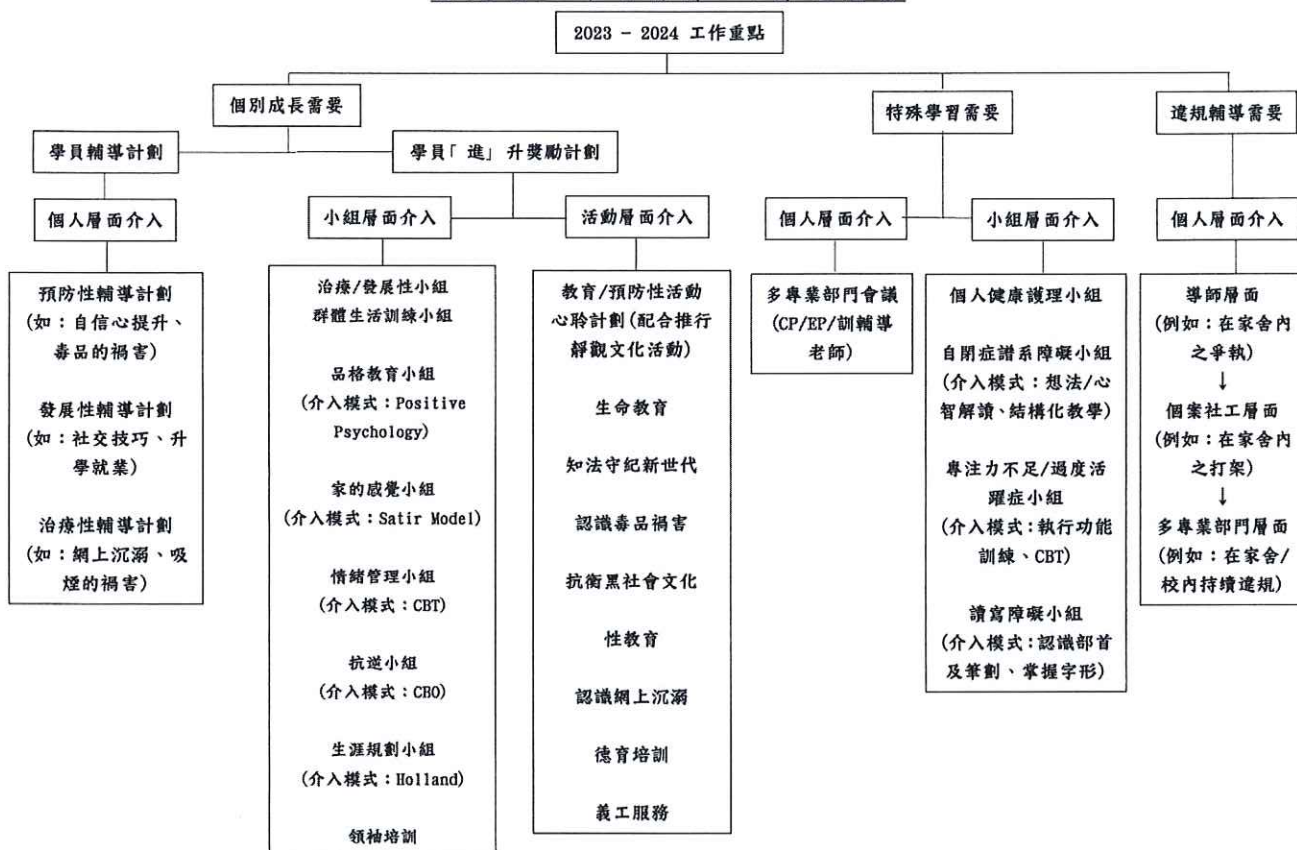 2023 - 2024 工作重點
個別成長需要
特殊學習需要
違規輔導需要
學員輔導計劃
學員「 進」 升獎勵計劃
個人層面介入
小組層面介入
活動層面介入
個人層面介入
小組層面介入
個人層面介入
預防性輔導計劃
(如：自信心提升、
毒品的禍害)
發展性輔導計劃
(如：社交技巧、升
學就業)
治療性輔導計劃
(如：網上沉溺、吸
煙的禍害)
治療/發展性小組
群體生活訓練小組
品格教育小組
(介入模式：Positive
Psychology)
家的感覺小組
(介入模式：Satir Model)
情緒管理小組
(介入模式：CBT)
抗逆小組
(介入模式：CBO)
生涯規劃小組
(介入模式：Holland)
領袖培訓
教育/預防性活動
心聆計劃(配合推行
靜觀文化活動)
生命教育
知法守紀新世代
認識毒品禍害
抗衡黑社會文化
性教育
認識網上沉溺
德育培訓
義工服務
多專業部門會議
(CP/EP/訓輔導
老師)
個人健康護理小組
自閉症譜系障礙小組
(介入模式：想法/心
智解讀、結構化教學)
專注力不足/過度活
躍症小組
(介入模式：執行功能
訓練、CBT)
讀寫障礙小組
(介入模式：認識部首
及筆劃、掌握字形)
導師層面
(例如：在家舍內
之爭執)
↓
個案社工層面
(例如：在家舍內
之打架)
↓
多專業部門層面
(例如：在家舍/
校內持續違規)